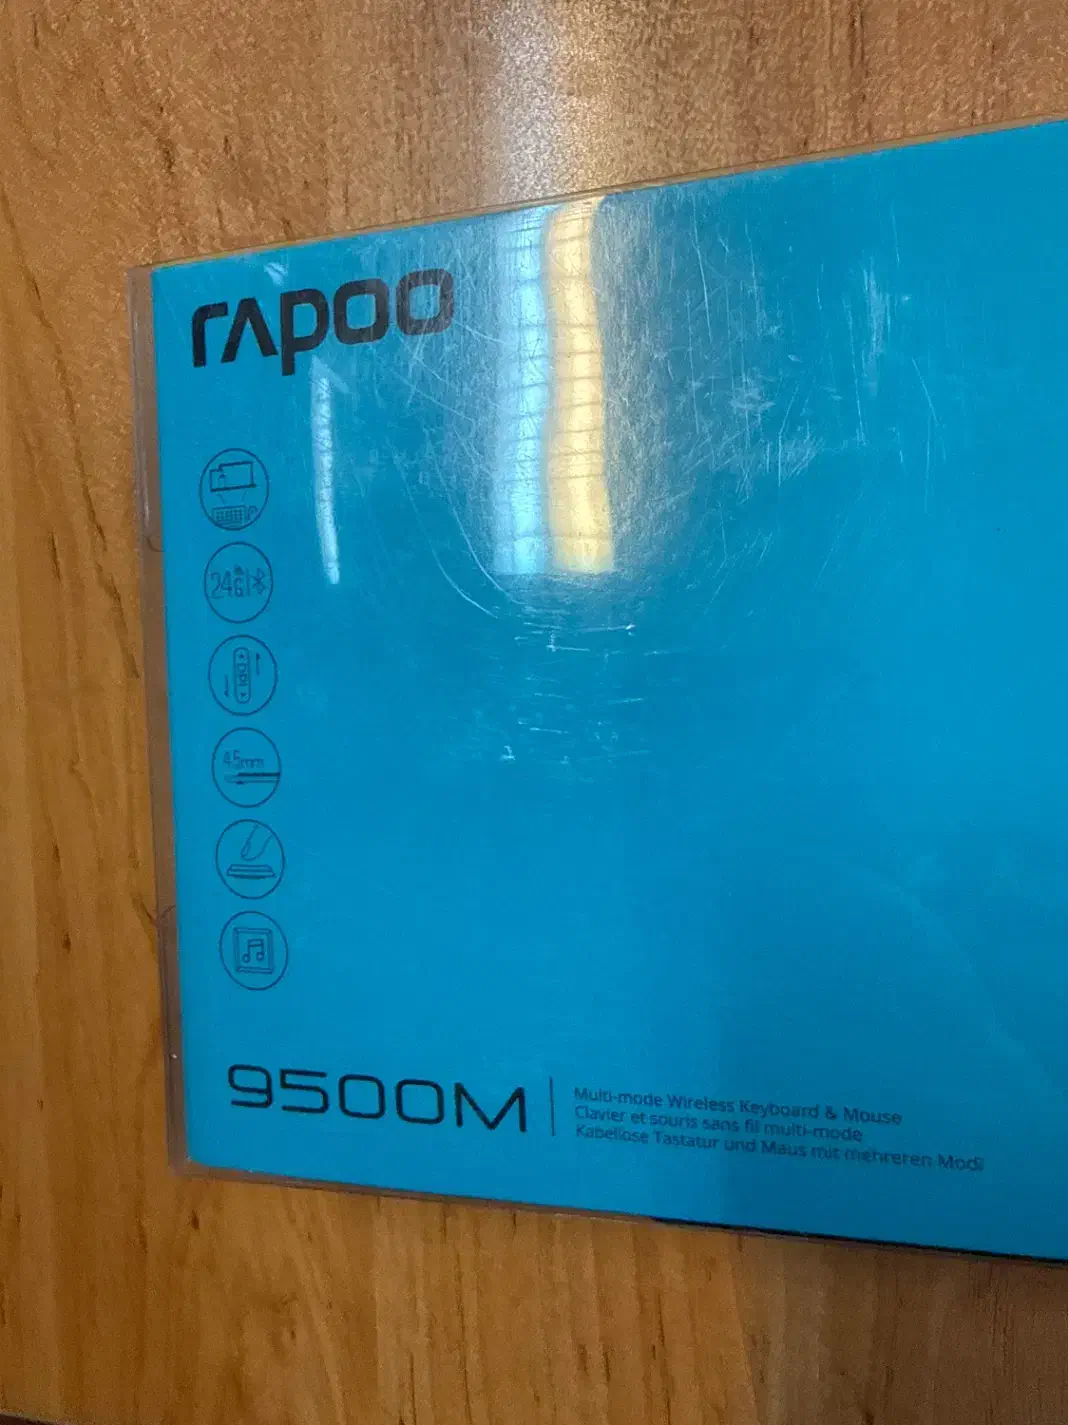 rapoo
2.4G
4.5mm
9500M
Multi-mode Wireless Keyboard & Mouse
Clavier et souris sans fil multi-mode
Kabellose Tastatur und Maus mit mehreren Modi